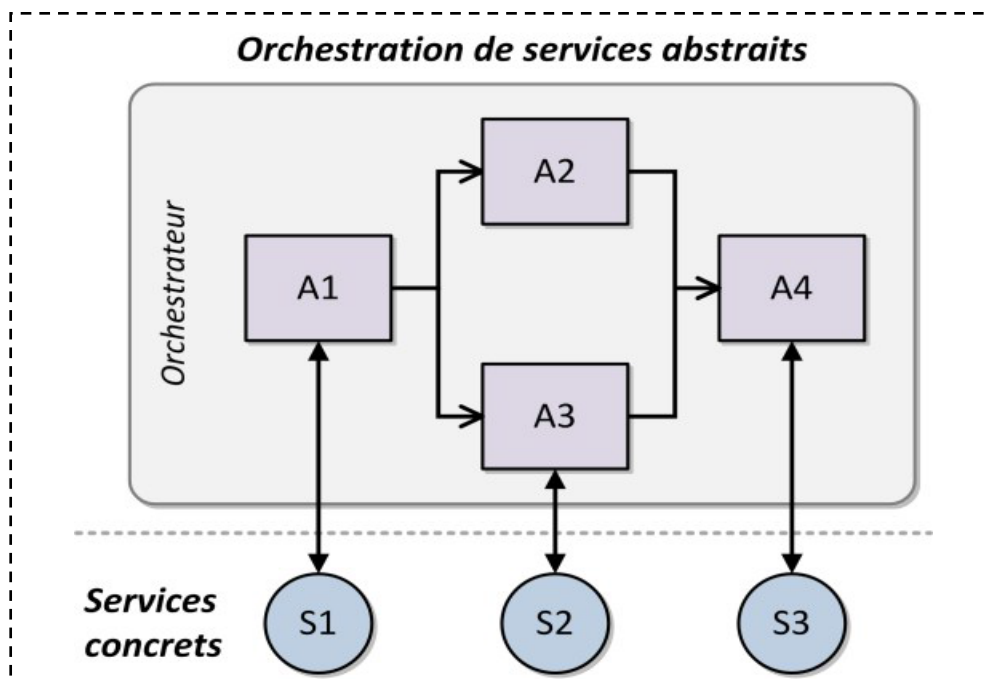 Orchestration de services abstraits
Orchestrateur
A1
A2
A3
A4
Services
concrets
S1
S2
S3